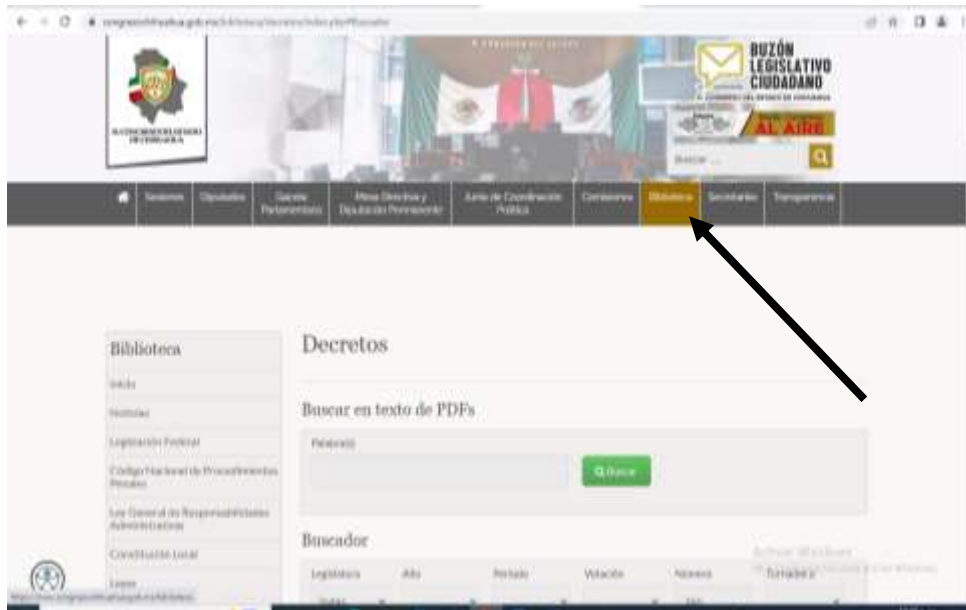 BUZÓN
LEGISLATIVO
CIUDADANO
AL AIRE
Buscar ...
Sesiones
Diputados
Gaceta
Parlamentaria
Mesa Directiva y
Diputación Permanente
Junta de Coordinación
Política
Comisiones
Biblioteca
Secretarías
Transparencia
Biblioteca
Inicio
Noticias
Legislación Federal
Código Nacional de Procedimientos
Penales
Ley General de Responsabilidades
Administrativas
Constitución Local
Leyes
Decretos
Buscar en texto de PDFs
Palabra(s)
Buscar
Buscador
Legislatura Año Periodo Votación Número Turnado a
Activar Windows